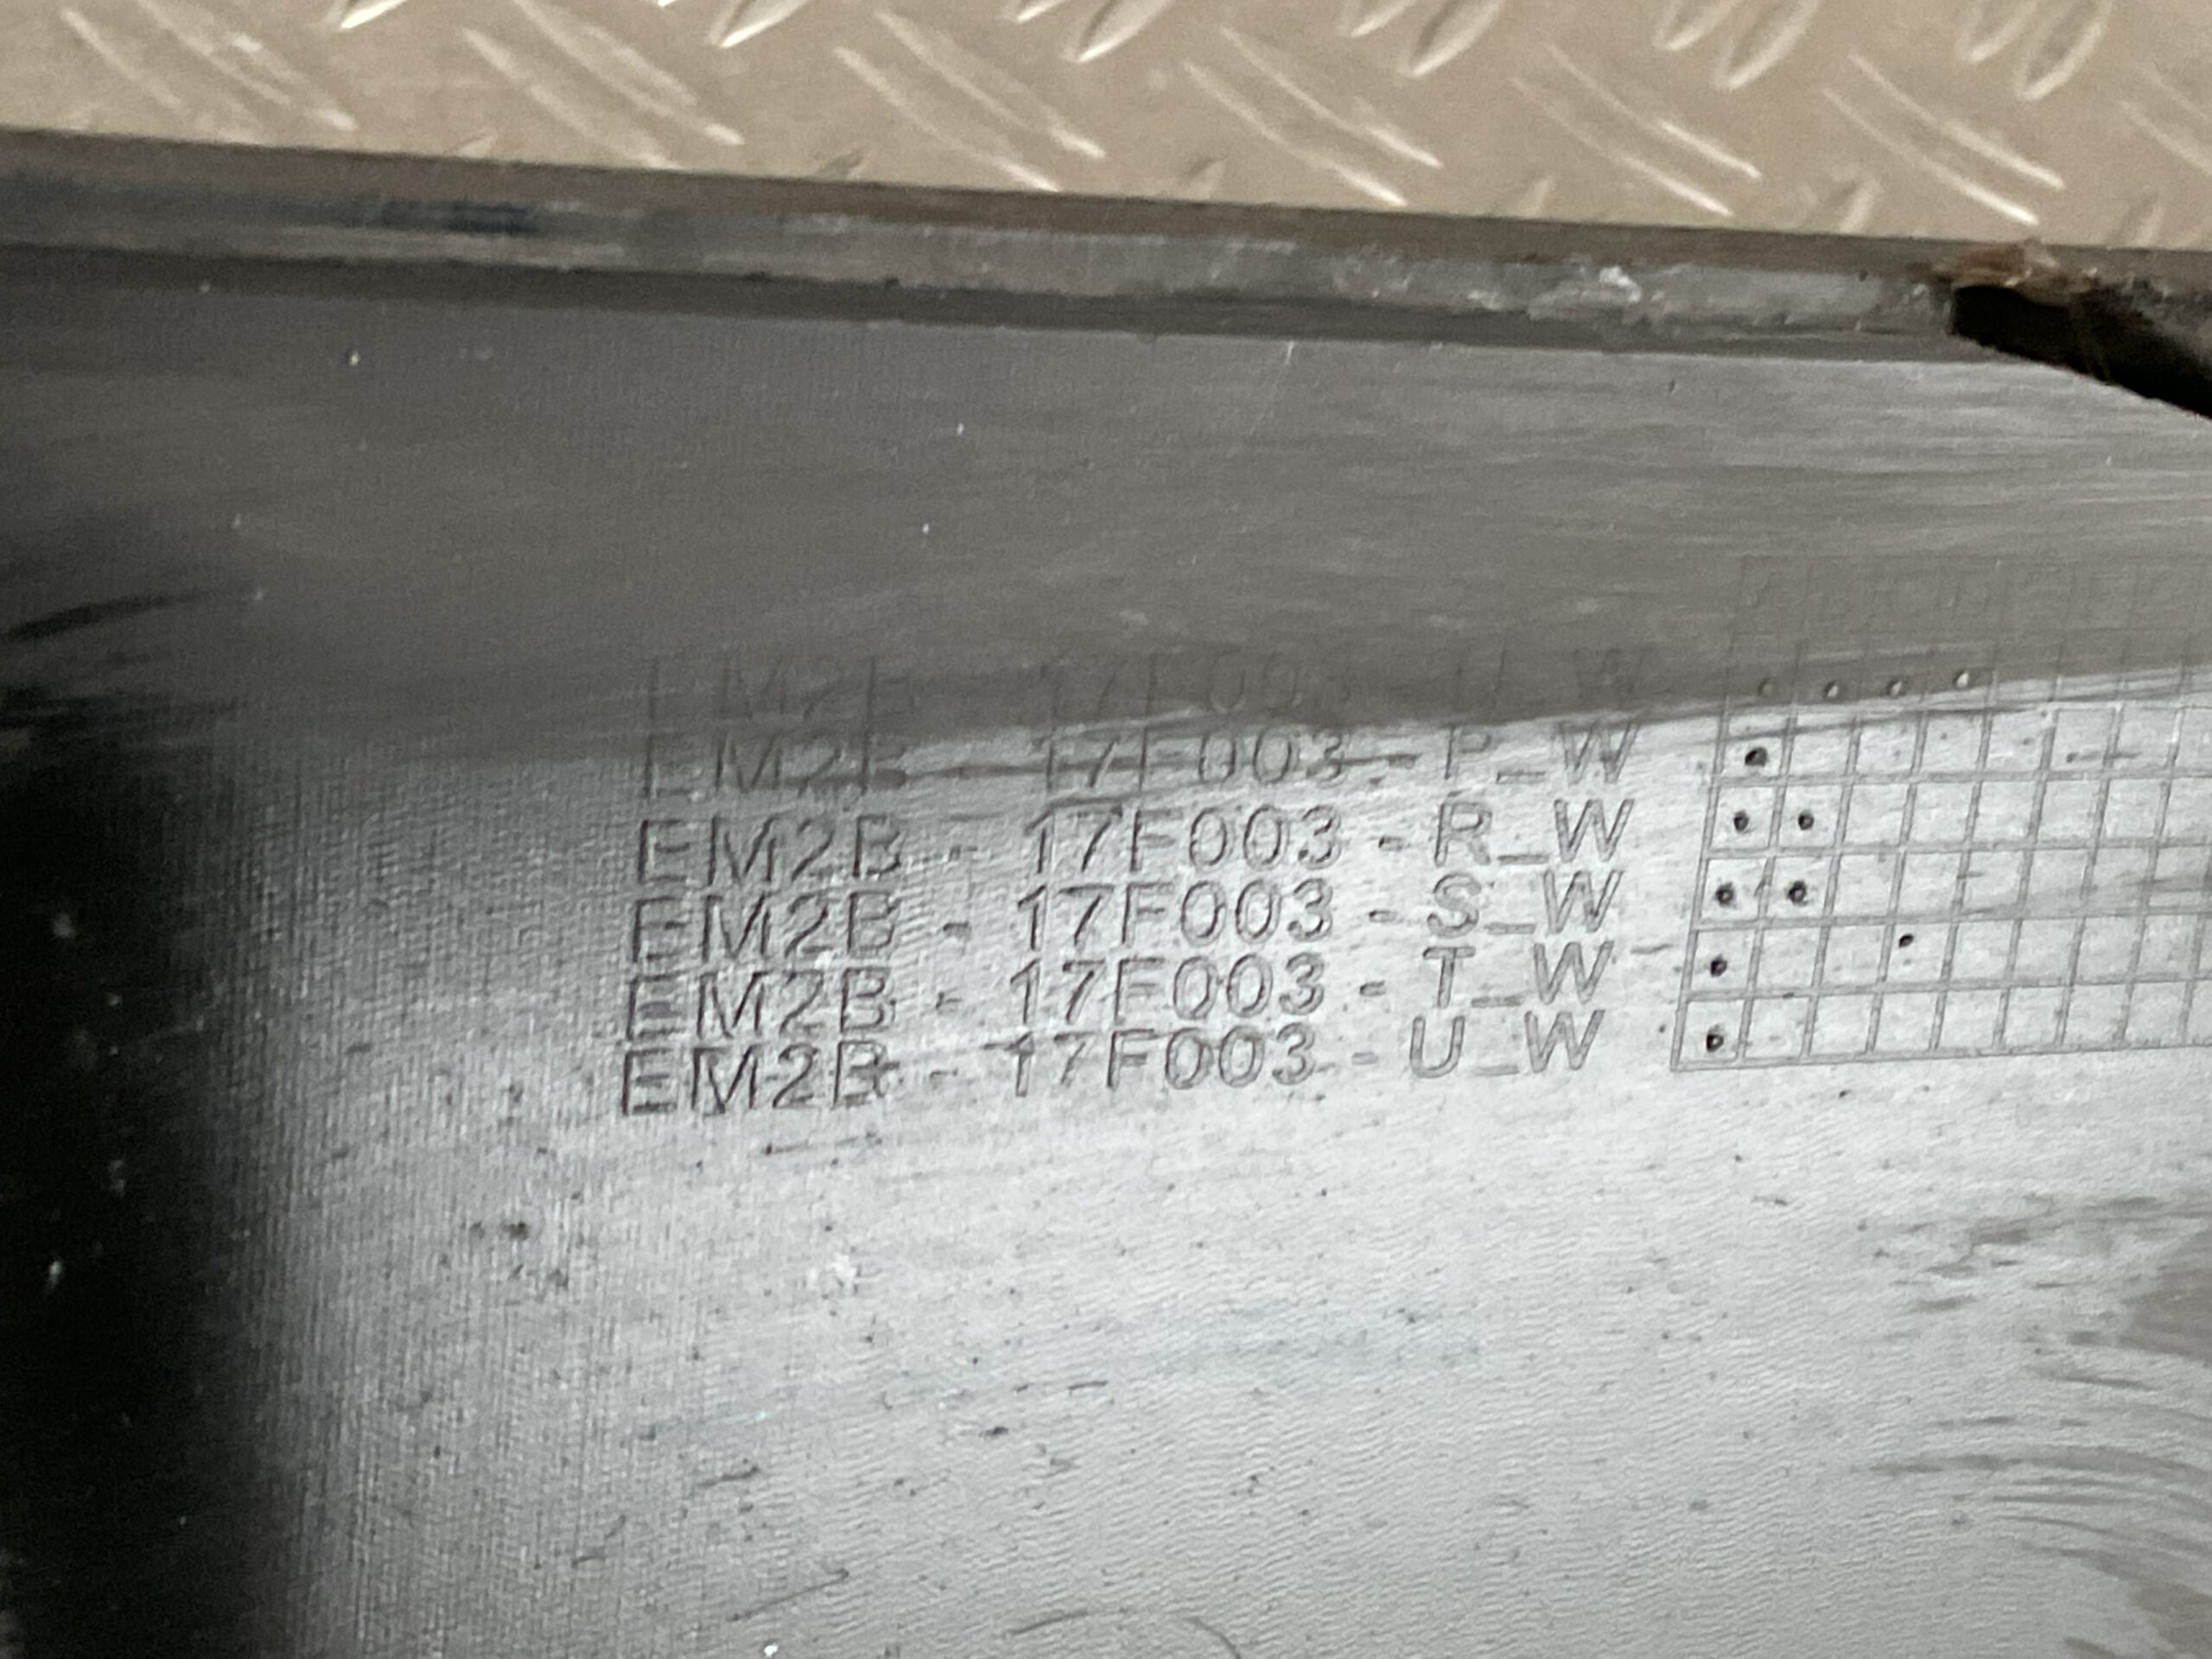 EM2B - 17F003 - P_W
EM2B - 17F003 - R_W
EM2B - 17F003 - S_W
EM2B - 17F003 - T_W
EM2B - 17F003 - U_W